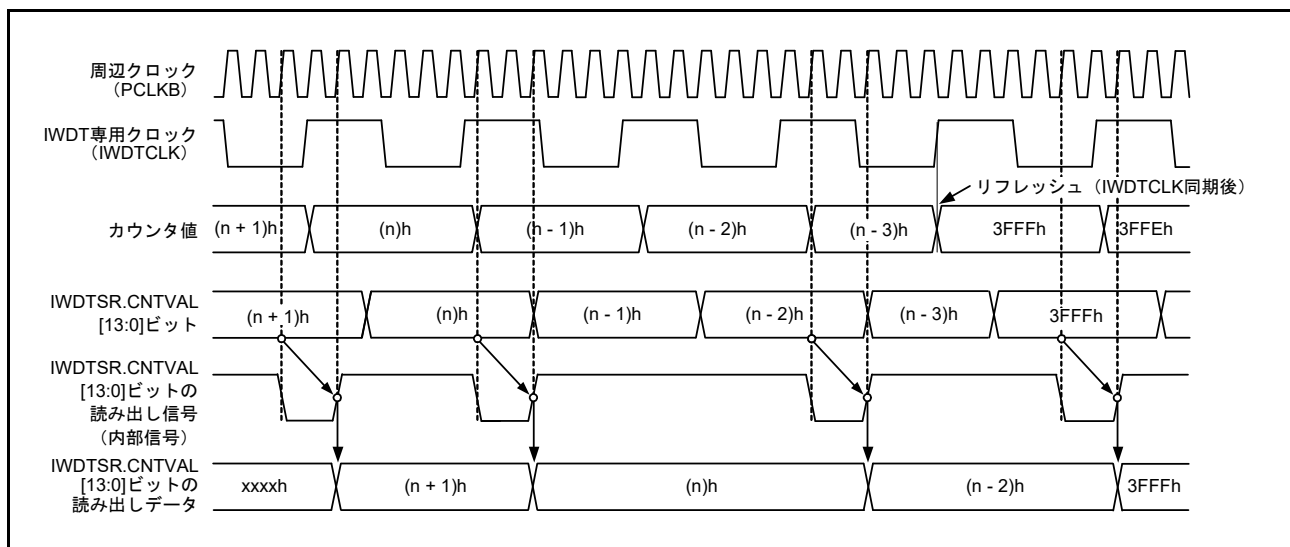 周辺クロック
（PCLKB）
IWDT専用クロック
（IWDTCLK）
リフレッシュ（IWDTCLK同期後）
カウンタ値
(n + 1)h
(n)h
(n - 1)h
(n - 2)h
(n - 3)h
3FFFh
3FFEh
IWDTSR.CNTVAL
[13:0]ビット
(n + 1)h
(n)h
(n - 1)h
(n - 2)h
(n - 3)h
3FFFh
IWDTSR.CNTVAL
[13:0]ビットの
読み出し信号
（内部信号）
IWDTSR.CNTVAL
[13:0]ビットの
読み出しデータ
xxxxh
(n + 1)h
(n)h
(n - 2)h
3FFFh